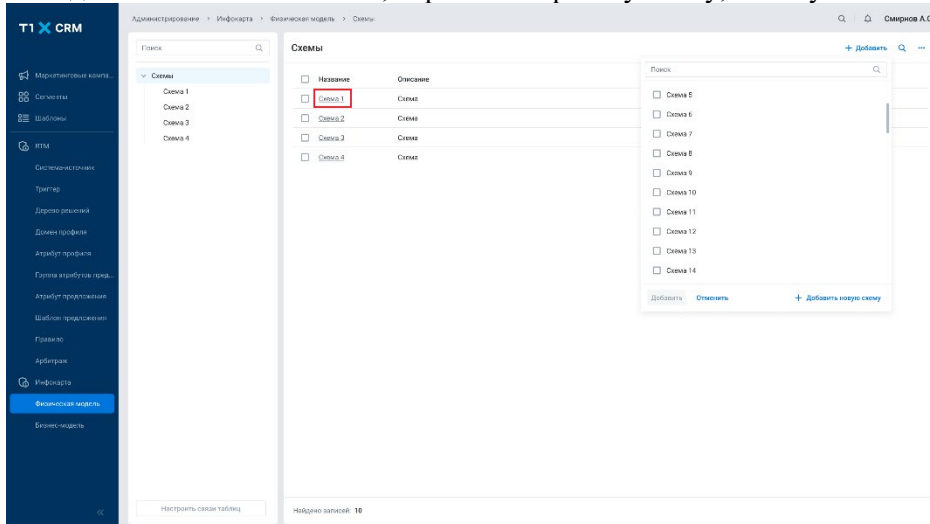 Администрирование › Инфокарта › Физическая модель › Схемы
Смирнов А.С
T1 CRM
Маркетинговые кампа...
Сегменты
Шаблоны
RTM
Система-источник
Триггер
Дерево решений
Домен профиля
Атрибут профиля
Группа атрибутов пред...
Атрибут предложения
Шаблон предложения
Правило
Арбитраж
Инфокарта
Физическая модель
Бизнес-модель
Поиск
Схемы
Схема 1
Схема 2
Схема 3
Схема 4
Настроить связи таблиц
Схемы
+ Добавить
Название Описание
Схема 1 Схема
Схема 2 Схема
Схема 3 Схема
Схема 4 Схема
Поиск
Схема 5
Схема 6
Схема 7
Схема 8
Схема 9
Схема 10
Схема 11
Схема 12
Схема 13
Схема 14
Добавить Отменить + Добавить новую схему
Найдено записей: 10